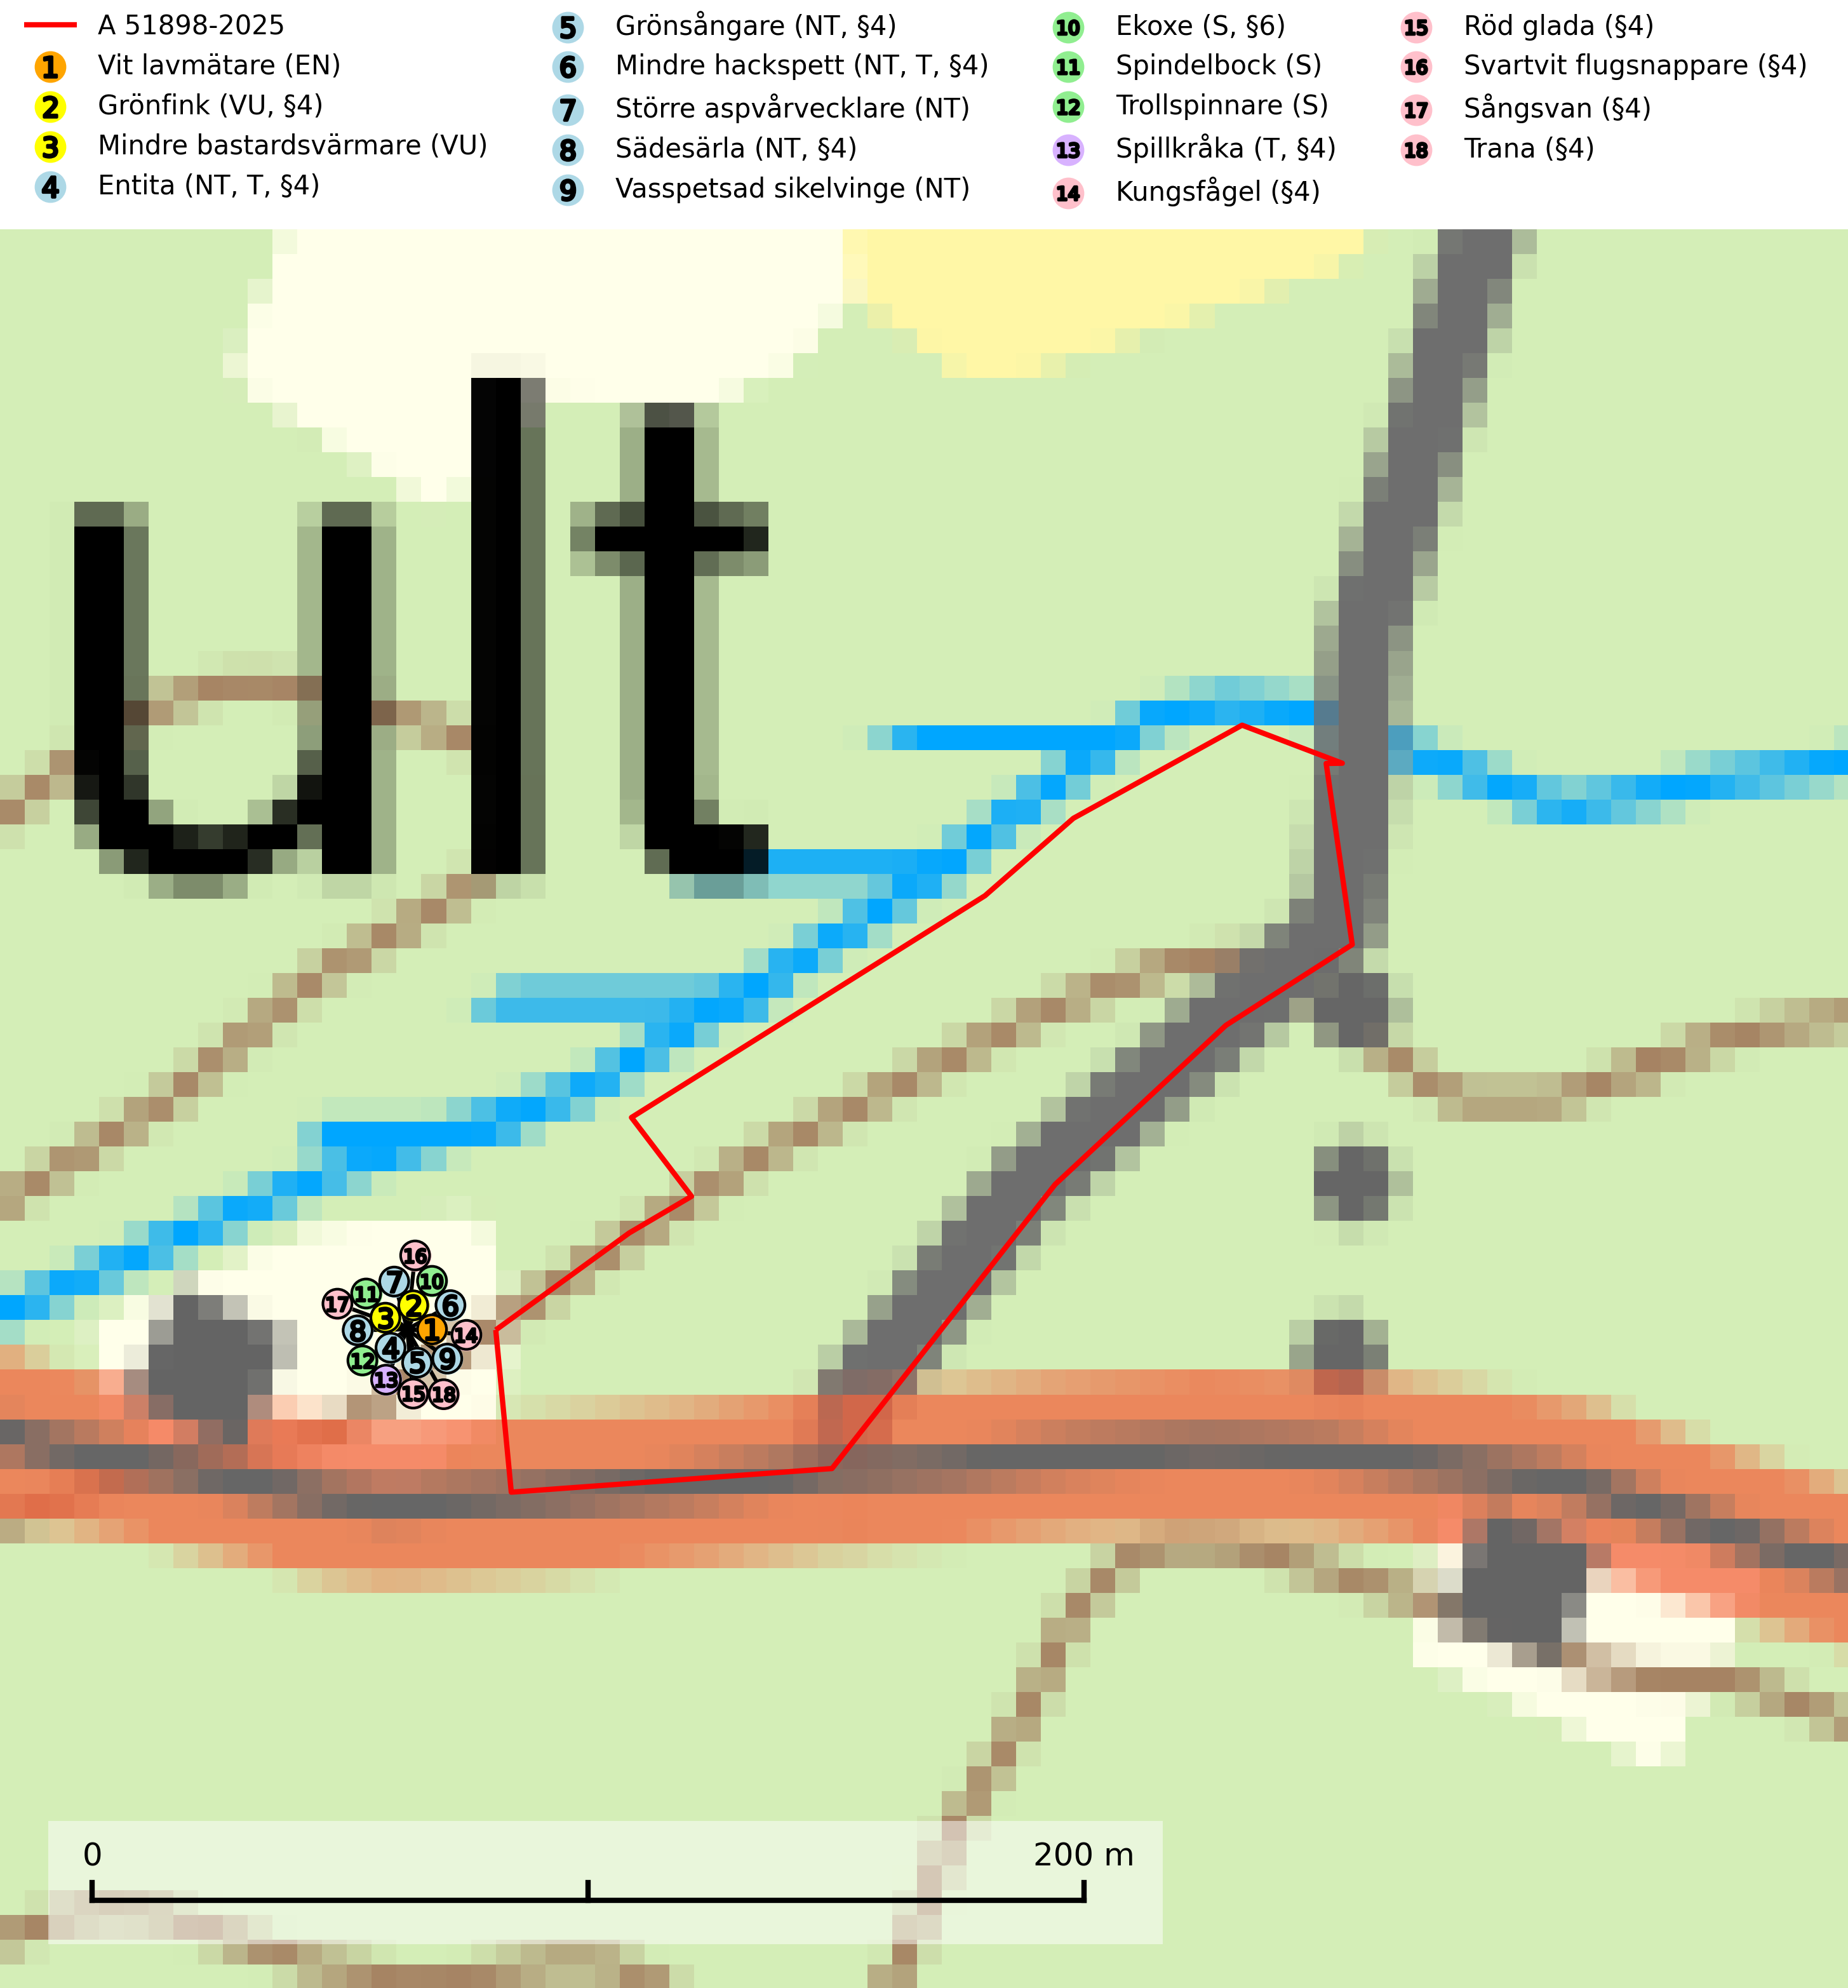 A 51898-2025
1 Vit lavmätare (EN)
2 Grönfink (VU, §4)
3 Mindre bastardsvärmare (VU)
4 Entita (NT, T, §4)
5 Grönsångare (NT, §4)
6 Mindre hackspett (NT, T, §4)
7 Större aspvårvecklare (NT)
8 Sädesärla (NT, §4)
9 Vasspetsad sikelvinge (NT)
10 Ekoxe (S, §6)
11 Spindelbock (S)
12 Trollspinnare (S)
13 Spillkråka (T, §4)
14 Kungsfågel (§4)
15 Röd glada (§4)
16 Svartvit flugsnappare (§4)
17 Sångsvan (§4)
18 Trana (§4)
ult
16
7 10
17 11 2 6
3
8 1 14
4
12 5 9
13
15 18
0 200 m